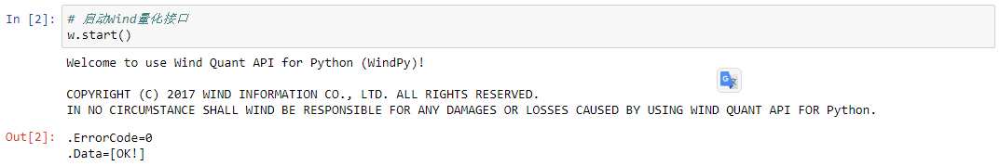 In [2]:
# 启动Wind量化接口
w.start()
Welcome to use Wind Quant API for Python (WindPy)!
COPYRIGHT (C) 2017 WIND INFORMATION CO., LTD. ALL RIGHTS RESERVED.
IN NO CIRCUMSTANCE SHALL WIND BE RESPONSIBLE FOR ANY DAMAGES OR LOSSES CAUSED BY USING WIND QUANT API FOR Python.
Out[2]:
.ErrorCode=0
.Data=[OK!]